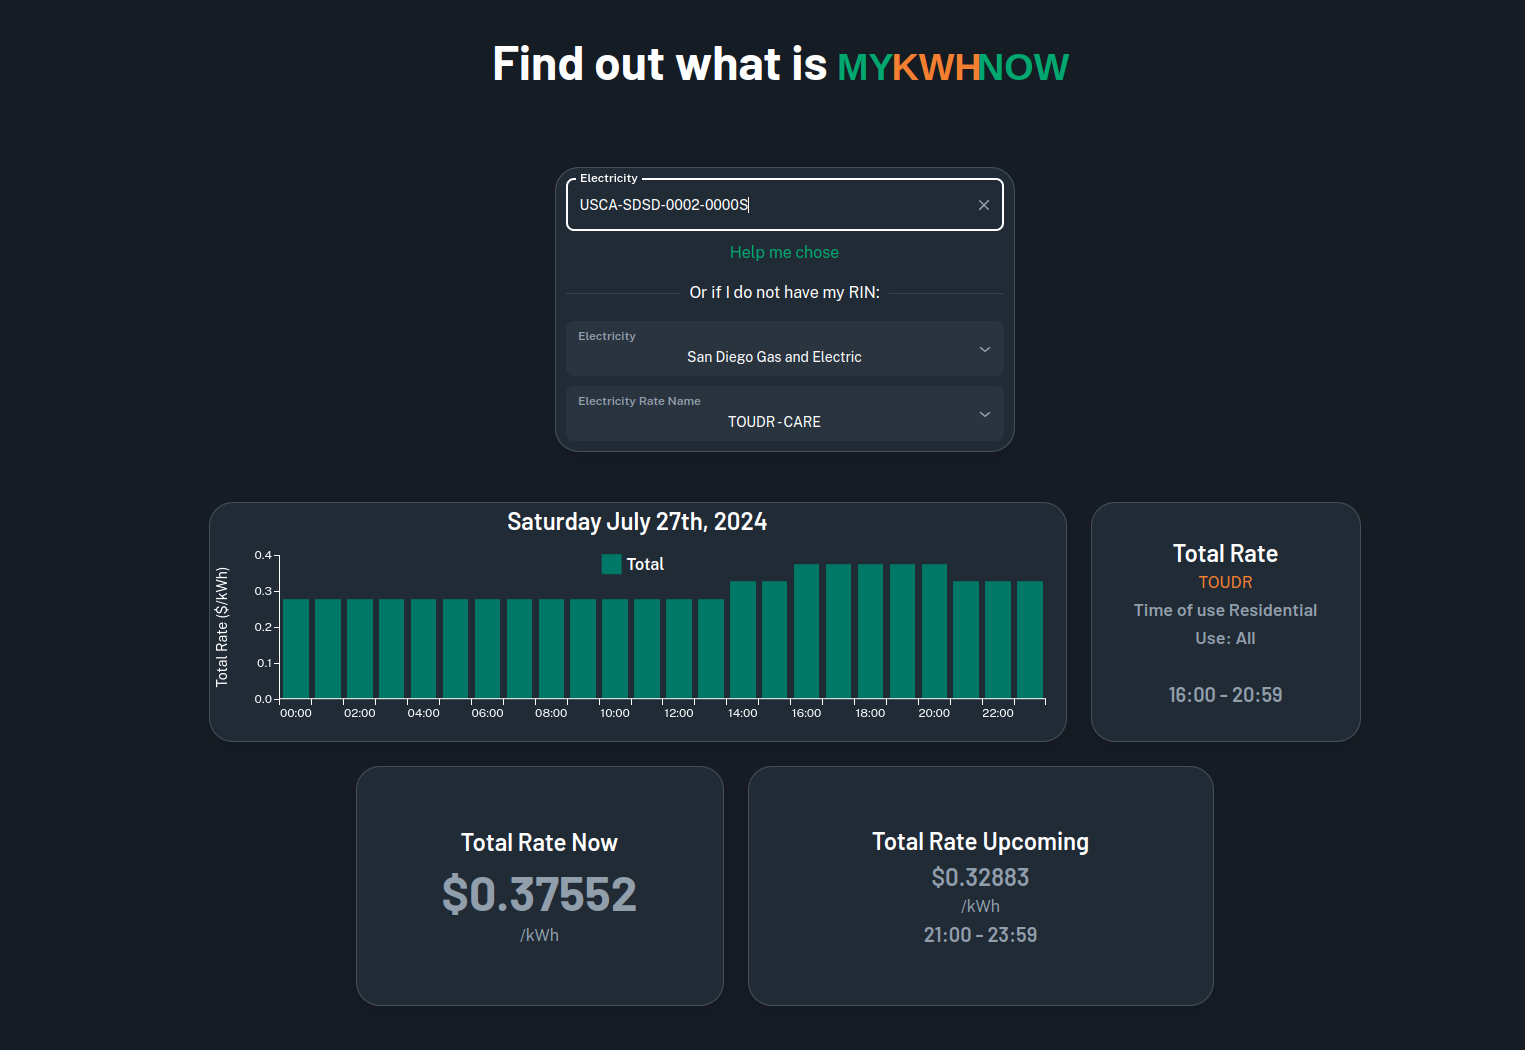 Find out what is MYKWHNOW
Electricity
USCA-SDSD-0002-0000S
Help me chose
Or if I do not have my RIN:
Electricity
San Diego Gas and Electric
Electricity Rate Name
TOUDR - CARE
Saturday July 27th, 2024
Total
Total Rate ($/kWh)
0.4
0.3
0.2
0.1
0.0
00:00 02:00 04:00 06:00 08:00 10:00 12:00 14:00 16:00 18:00 20:00 22:00
Total Rate
TOUDR
Time of use Residential
Use: All
16:00 - 20:59
Total Rate Now
$0.37552
/kWh
Total Rate Upcoming
$0.32883
/kWh
21:00 - 23:59